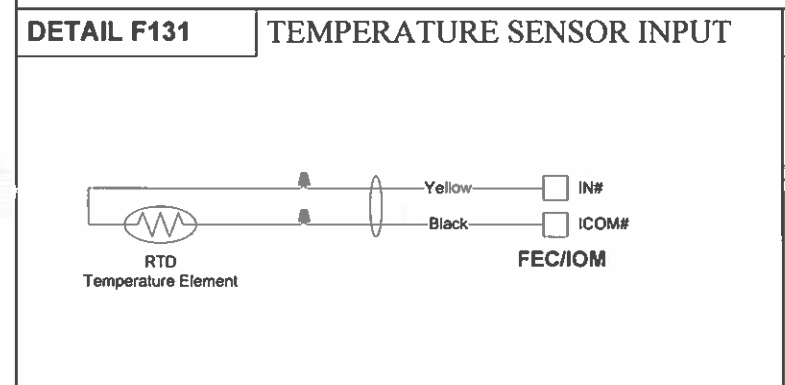 DETAIL F131
TEMPERATURE SENSOR INPUT
Yellow
IN#
Black
ICOM#
RTD
Temperature Element
FEC/IOM